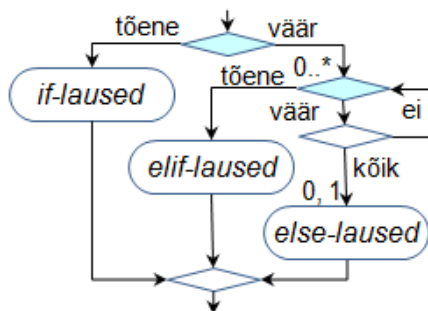 tõene väär
if-laused
tõene 0..*
väär ei
elif-laused
kõik
0, 1
else-laused